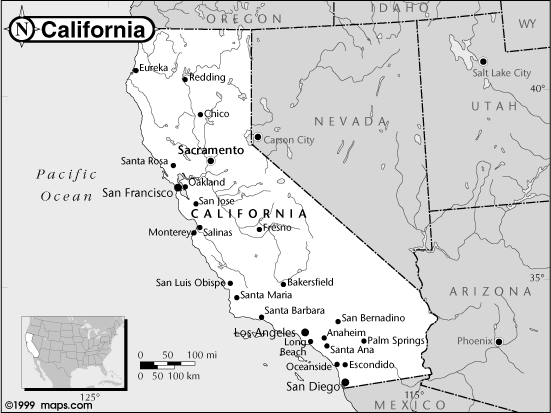 OREGON
IDAHO
WY
N
California
Eureka
Redding
Salt Lake City
40°
Chico
UTAH
NEVADA
Carson City
Sacramento
Santa Rosa
Pacific
Ocean
Oakland
San Francisco
San Jose
CALIFORNIA
Monterey
Salinas
Fresno
San Luis Obispe
Bakersfield
35°
Santa Maria
ARIZONA
Santa Barbara
San Bernadino
Los Angeles
Anaheim
Palm Springs
Phoenix
Long
Beach
Santa Ana
0 50 100 mi
0 50 100 km
Oceanside
Escondido
San Diego
125°
115°
MEXICO
©1999 maps.com